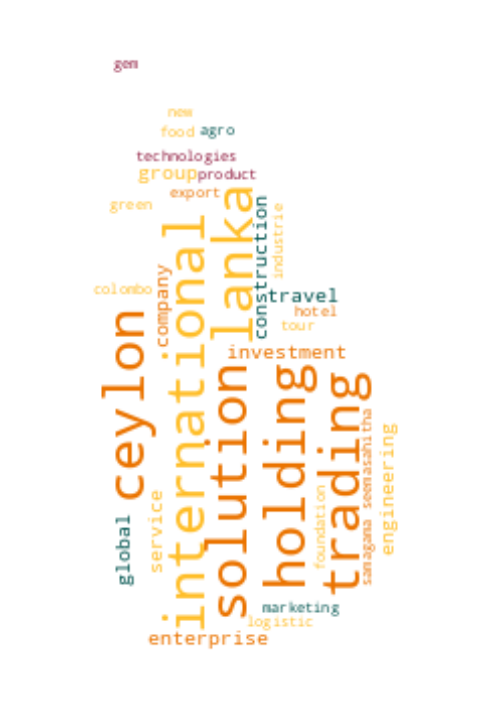 gem
new
food
agro
technologies
group
product
export
green
lanka
construction
industrie
international
company
colombo
travel
hotel
tour
ceylon
investment
solution
holding
trading
samagama seemasahitha
engineering
foundation
service
global
marketing
logistic
enterprise